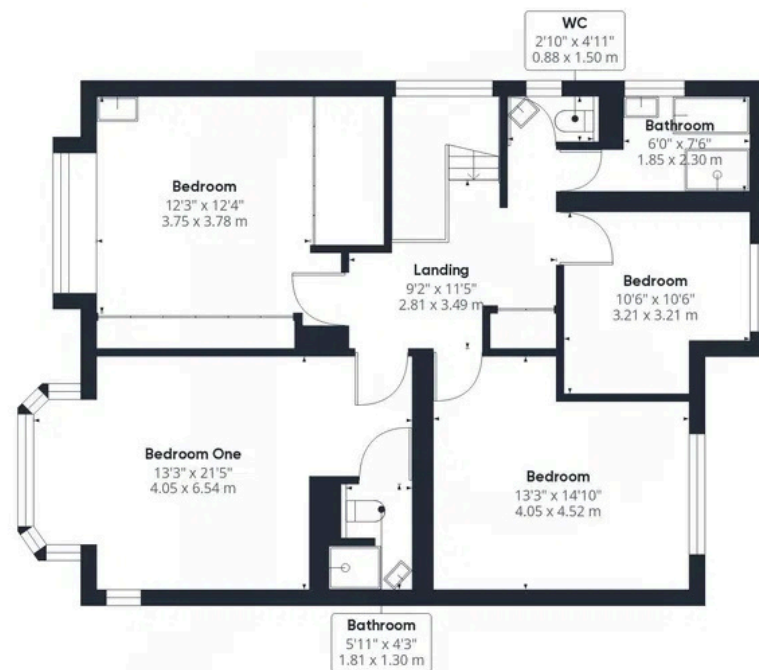 WC
2'10" x 4'11"
0.88 x 1.50 m
Bathroom
6'0" x 7'6"
1.85 x 2.30 m
Bedroom
12'3" x 12'4"
3.75 x 3.78 m
Landing
9'2" x 11'5"
2.81 x 3.49 m
Bedroom
10'6" x 10'6"
3.21 x 3.21 m
Bedroom One
13'3" x 21'5"
4.05 x 6.54 m
Bedroom
13'3" x 14'10"
4.05 x 4.52 m
Bathroom
5'11" x 4'3"
1.81 x 1.30 m